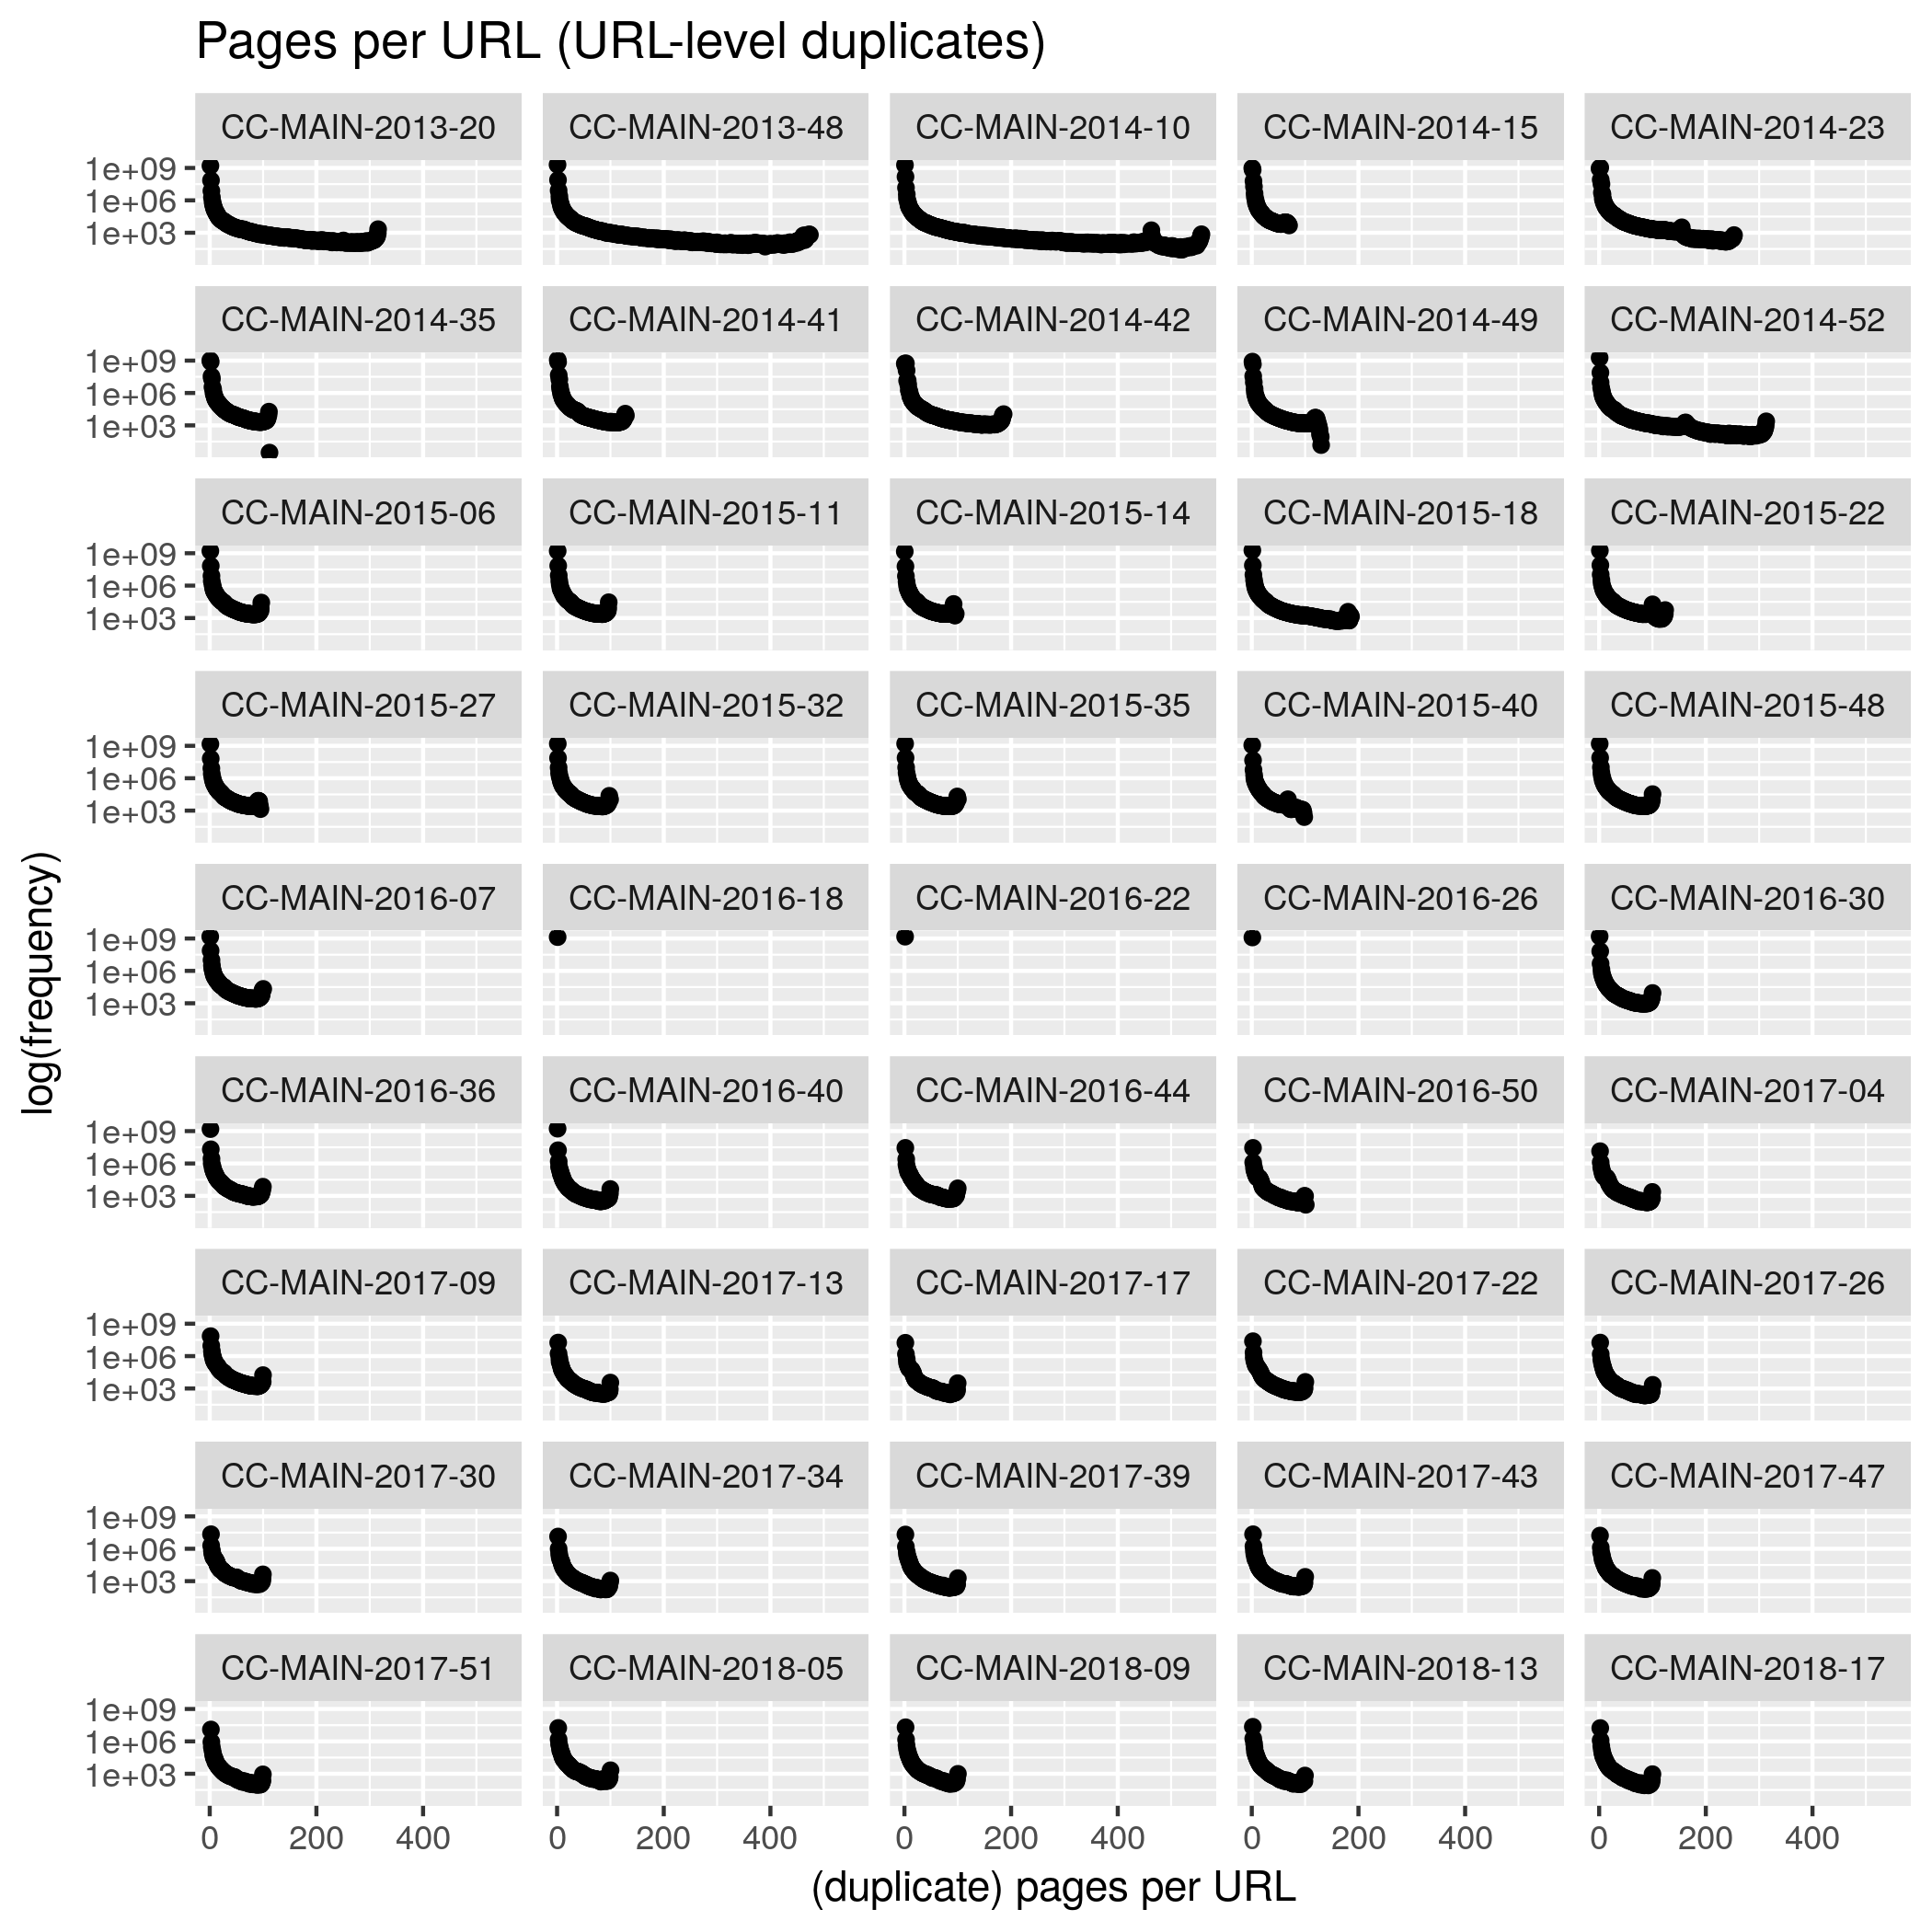 Pages per URL (URL-level duplicates)
CC-MAIN-2013-20 CC-MAIN-2013-48 CC-MAIN-2014-10 CC-MAIN-2014-15 CC-MAIN-2014-23
1e+09
1e+06
1e+03
CC-MAIN-2014-35 CC-MAIN-2014-41 CC-MAIN-2014-42 CC-MAIN-2014-49 CC-MAIN-2014-52
1e+09
1e+06
1e+03
CC-MAIN-2015-06 CC-MAIN-2015-11 CC-MAIN-2015-14 CC-MAIN-2015-18 CC-MAIN-2015-22
1e+09
1e+06
1e+03
CC-MAIN-2015-27 CC-MAIN-2015-32 CC-MAIN-2015-35 CC-MAIN-2015-40 CC-MAIN-2015-48
1e+09
1e+06
1e+03
log(frequency)
CC-MAIN-2016-07 CC-MAIN-2016-18 CC-MAIN-2016-22 CC-MAIN-2016-26 CC-MAIN-2016-30
1e+09
1e+06
1e+03
CC-MAIN-2016-36 CC-MAIN-2016-40 CC-MAIN-2016-44 CC-MAIN-2016-50 CC-MAIN-2017-04
1e+09
1e+06
1e+03
CC-MAIN-2017-09 CC-MAIN-2017-13 CC-MAIN-2017-17 CC-MAIN-2017-22 CC-MAIN-2017-26
1e+09
1e+06
1e+03
CC-MAIN-2017-30 CC-MAIN-2017-34 CC-MAIN-2017-39 CC-MAIN-2017-43 CC-MAIN-2017-47
1e+09
1e+06
1e+03
CC-MAIN-2017-51 CC-MAIN-2018-05 CC-MAIN-2018-09 CC-MAIN-2018-13 CC-MAIN-2018-17
1e+09
1e+06
1e+03
0 200 400 0 200 400 0 200 400 0 200 400 0 200 400
(duplicate) pages per URL